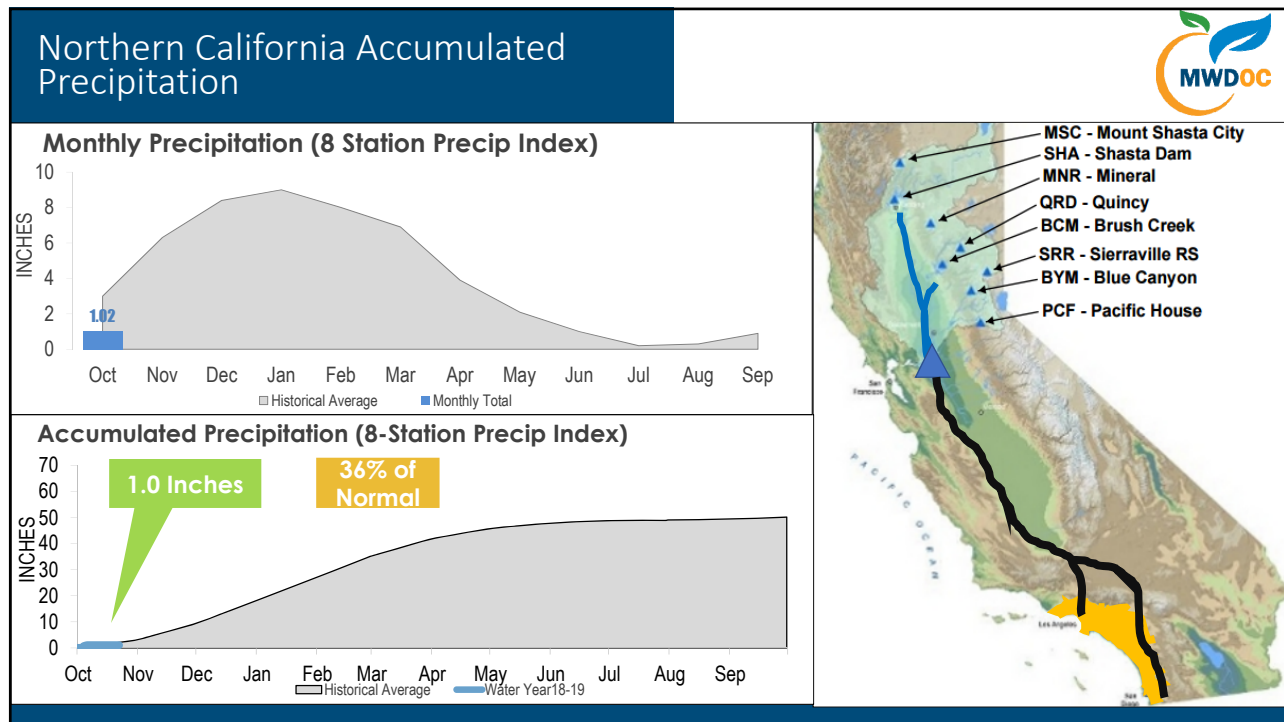 Northern California Accumulated
Precipitation
MWDOC
Monthly Precipitation (8 Station Precip Index)
INCHES
10
8
6
4
2
0
1.02
Oct Nov Dec Jan Feb Mar Apr May Jun Jul Aug Sep
Historical Average Monthly Total
Accumulated Precipitation (8-Station Precip Index)
INCHES
70
60
50
40
30
20
10
0
1.0 Inches
36% of
Normal
Oct Nov Dec Jan Feb Mar Apr May Jun Jul Aug Sep
Historical Average Water Year18-19
MSC - Mount Shasta City
SHA - Shasta Dam
MNR - Mineral
QRD - Quincy
BCM - Brush Creek
SRR - Sierraville RS
BYM - Blue Canyon
PCF - Pacific House
San
Francisco
PACIFIC OCEAN
Los Angeles
San